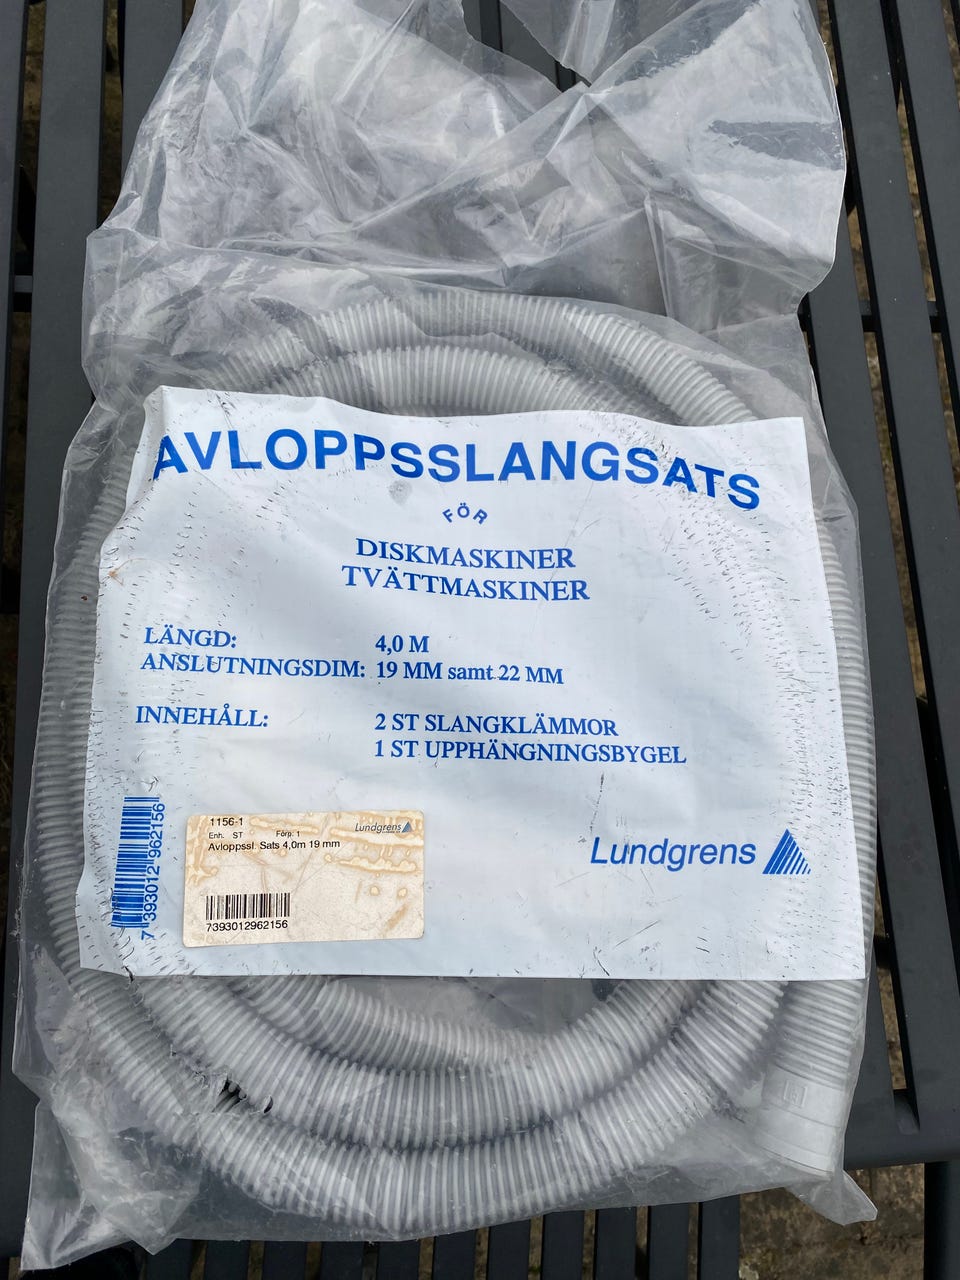 AVLOPPSSLANGSATS
FÖR
DISKMASKINER
TVÄTTMASKINER
LÄNGD: 4,0 M
ANSLUTNINGSDIM: 19 MM samt 22 MM
INNEHÅLL: 2 ST SLANGKLÄMMOR
1 ST UPPHÄNGNINGSBYGEL
7393012962156
1156-1
Enh. ST Förp. 1
Lundgrens
Avloppssl. Sats 4,0m 19 mm
7393012962156
Lundgrens